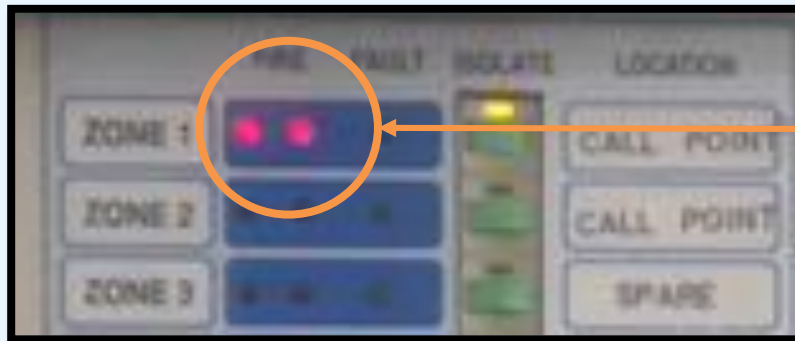 FIRE FAULT ISOLATE LOCATION
ZONE 1 CALL POINT
ZONE 2 CALL POINT
ZONE 3 SPARE